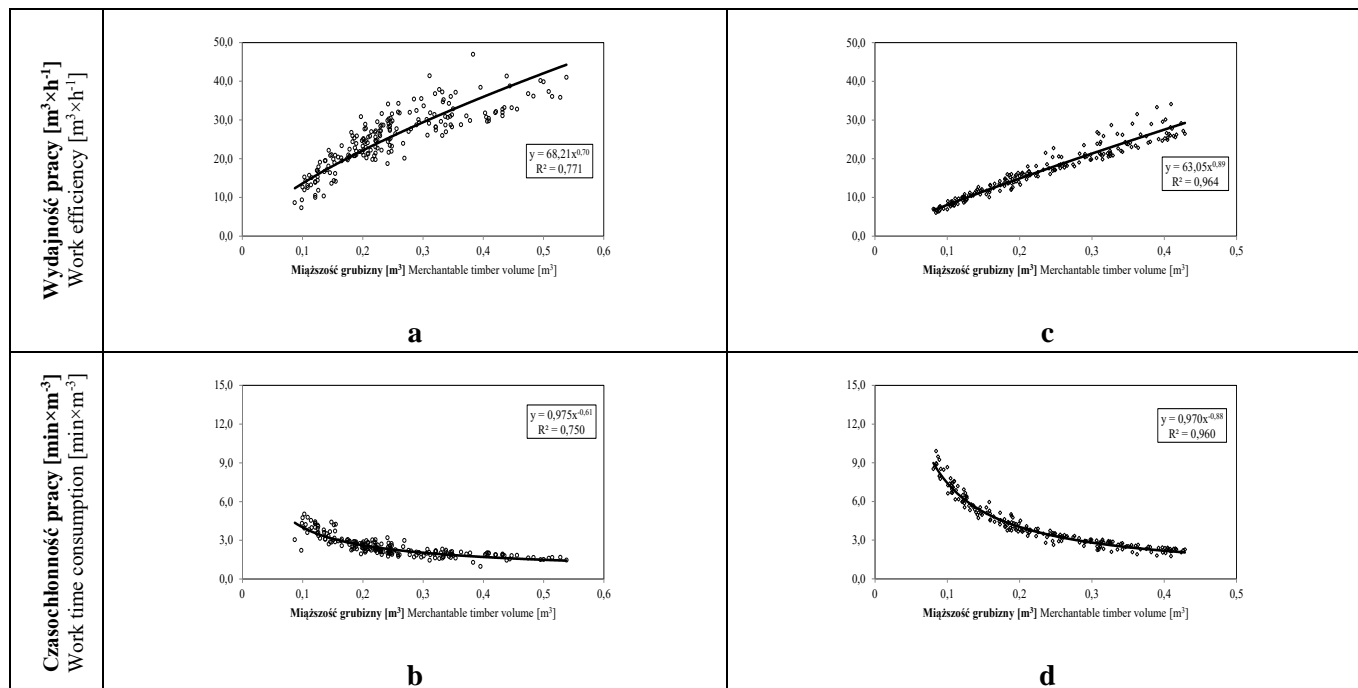 Wydajność pracy [m³×h⁻¹]
Work efficiency [m³×h⁻¹]
50,0
40,0
30,0
20,0
10,0
0,0
0 0,1 0,2 0,3 0,4 0,5 0,6
y = 68,21x^0,70
R² = 0,771
Miąższość grubizny [m³] Merchantable timber volume [m³]
a
50,0
40,0
30,0
20,0
10,0
0,0
0 0,1 0,2 0,3 0,4 0,5
y = 63,05x^0,89
R² = 0,964
Miąższość grubizny [m³] Merchantable timber volume [m³]
c
Czasochłonność pracy [min×m⁻³]
Work time consumption [min×m⁻³]
15,0
12,0
9,0
6,0
3,0
0,0
0 0,1 0,2 0,3 0,4 0,5 0,6
y = 0,975x^-0,61
R² = 0,750
Miąższość grubizny [m³] Merchantable timber volume [m³]
b
15,0
12,0
9,0
6,0
3,0
0,0
0 0,1 0,2 0,3 0,4 0,5
y = 0,970x^-0,88
R² = 0,960
Miąższość grubizny [m³] Merchantable timber volume [m³]
d